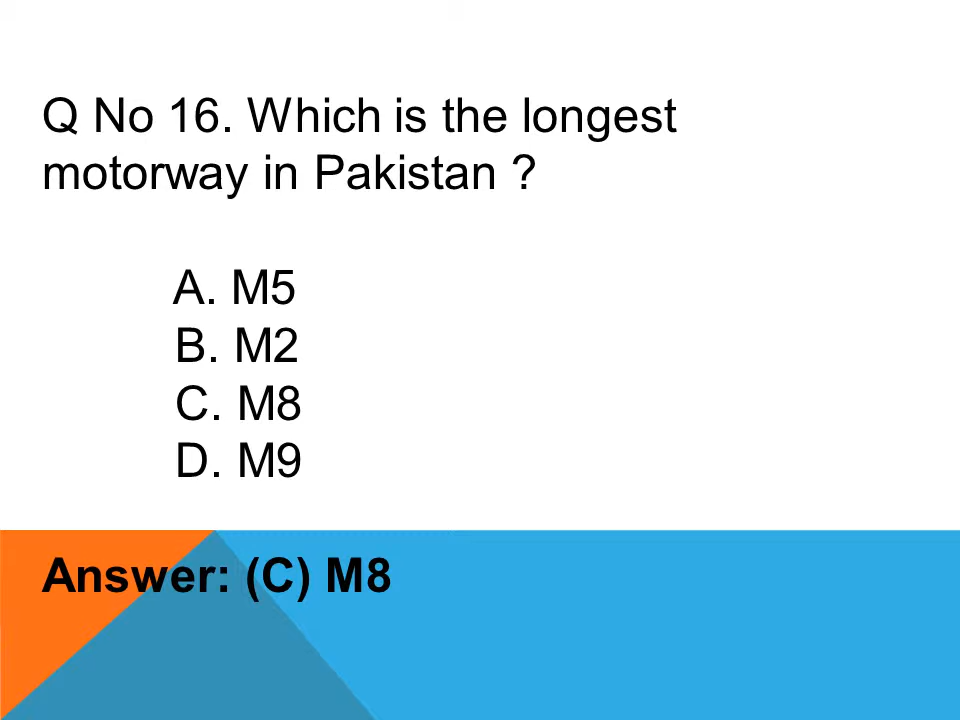 Q No 16. Which is the longest
motorway in Pakistan ?
A. M5
B. M2
C. M8
D. M9
Answer: (C) M8